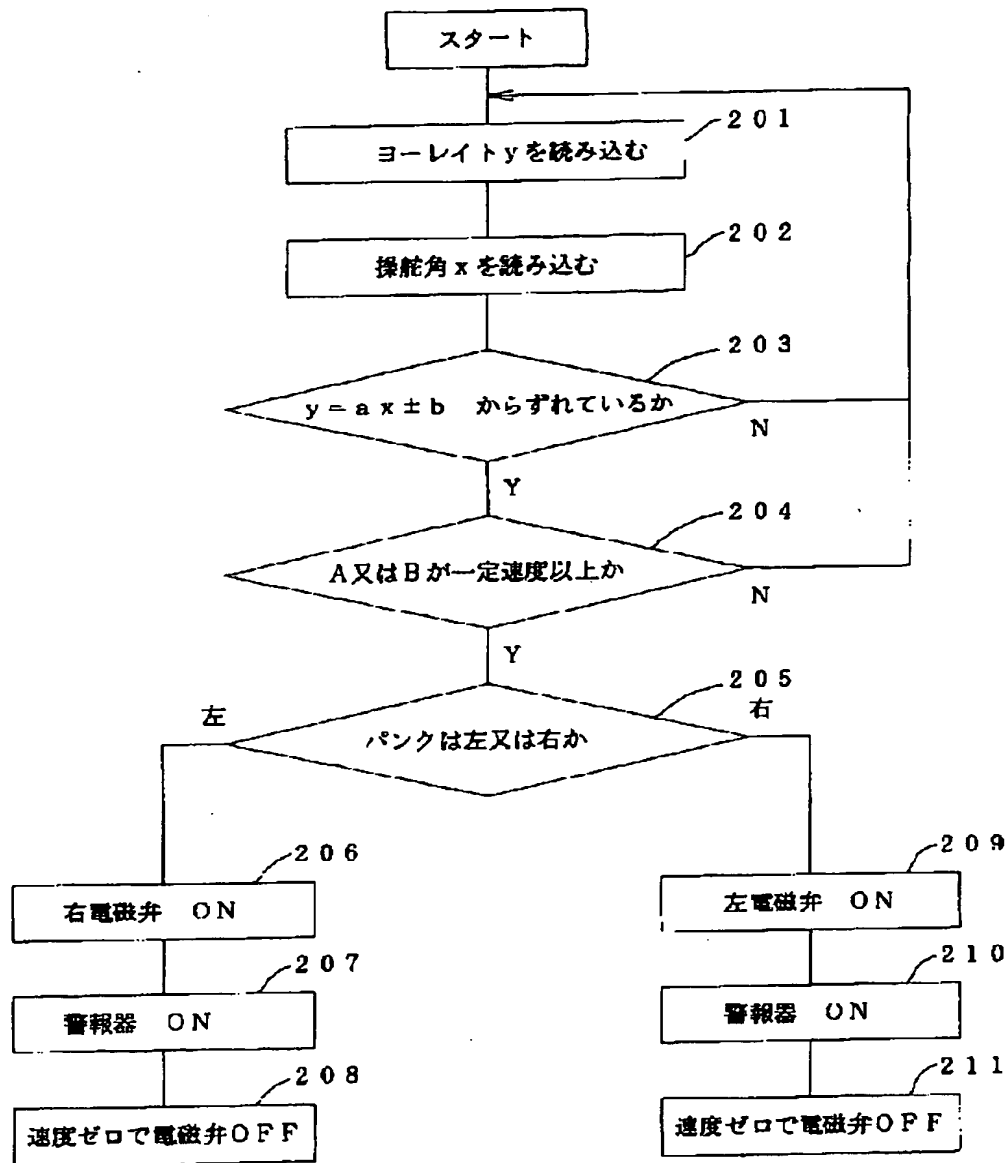 スタート
201
ヨーレイトyを読み込む
202
操舵角xを読み込む
203
y=ax±b からずれているか
N
Y
204
A又はBが一定速度以上か
N
Y
205
左
右
パンクは左又は右か
206
右電磁弁 ON
207
警報器 ON
208
速度ゼロで電磁弁OFF
209
左電磁弁 ON
210
警報器 ON
211
速度ゼロで電磁弁OFF